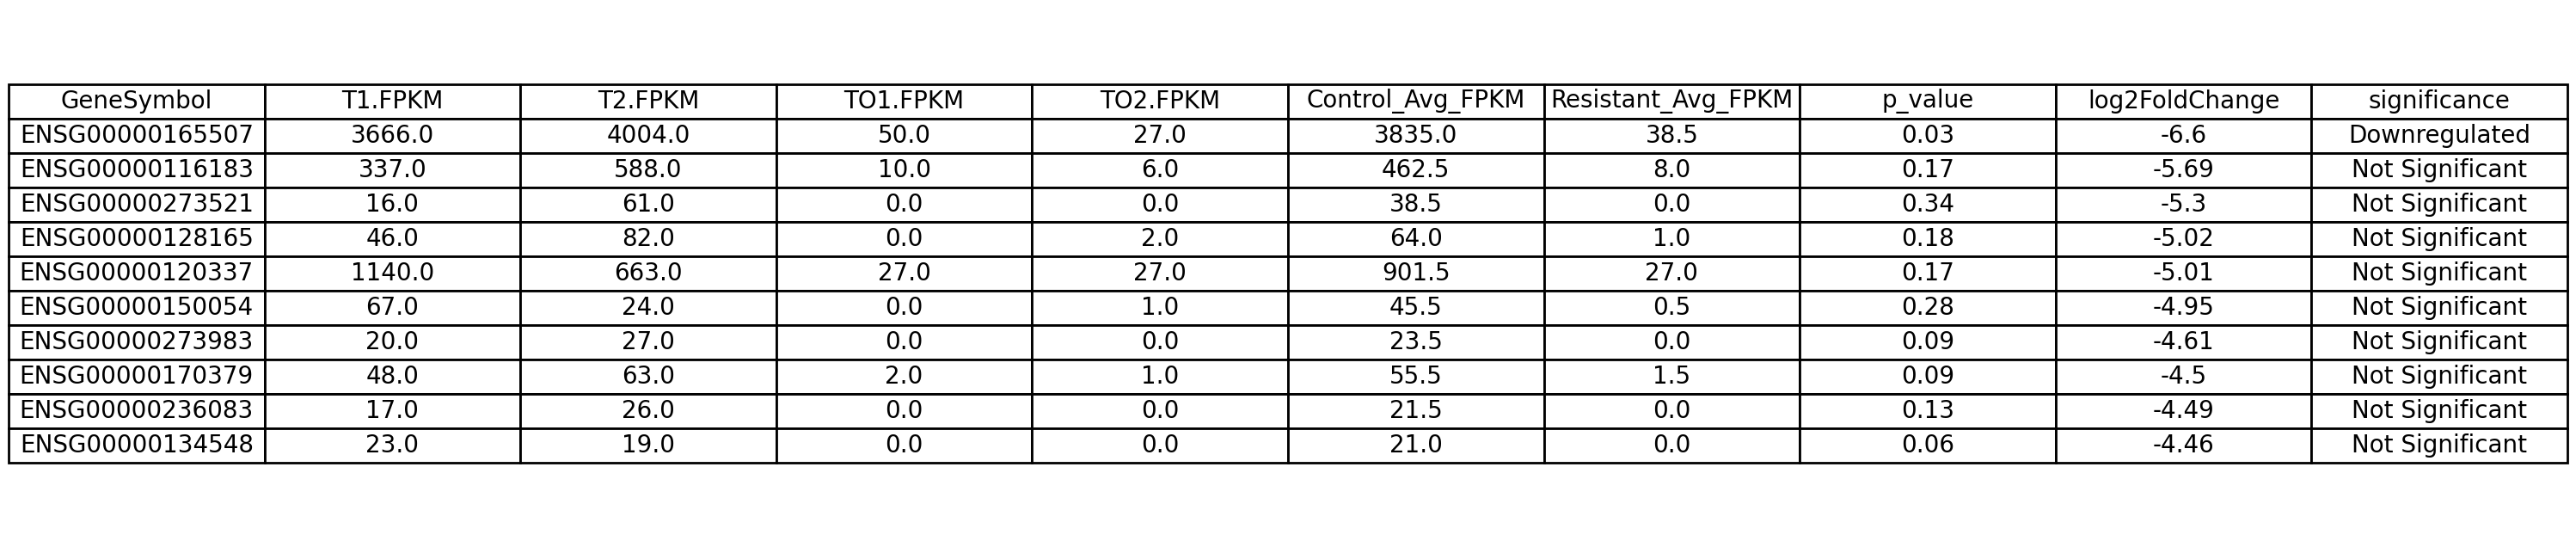 GeneSymbol T1.FPKM T2.FPKM TO1.FPKM TO2.FPKM Control_Avg_FPKM Resistant_Avg_FPKM p_value log2FoldChange significance
ENSG00000165507 3666.0 4004.0 50.0 27.0 3835.0 38.5 0.03 -6.6 Downregulated
ENSG00000116183 337.0 588.0 10.0 6.0 462.5 8.0 0.17 -5.69 Not Significant
ENSG00000273521 16.0 61.0 0.0 0.0 38.5 0.0 0.34 -5.3 Not Significant
ENSG00000128165 46.0 82.0 0.0 2.0 64.0 1.0 0.18 -5.02 Not Significant
ENSG00000120337 1140.0 663.0 27.0 27.0 901.5 27.0 0.17 -5.01 Not Significant
ENSG00000150054 67.0 24.0 0.0 1.0 45.5 0.5 0.28 -4.95 Not Significant
ENSG00000273983 20.0 27.0 0.0 0.0 23.5 0.0 0.09 -4.61 Not Significant
ENSG00000170379 48.0 63.0 2.0 1.0 55.5 1.5 0.09 -4.5 Not Significant
ENSG00000236083 17.0 26.0 0.0 0.0 21.5 0.0 0.13 -4.49 Not Significant
ENSG00000134548 23.0 19.0 0.0 0.0 21.0 0.0 0.06 -4.46 Not Significant